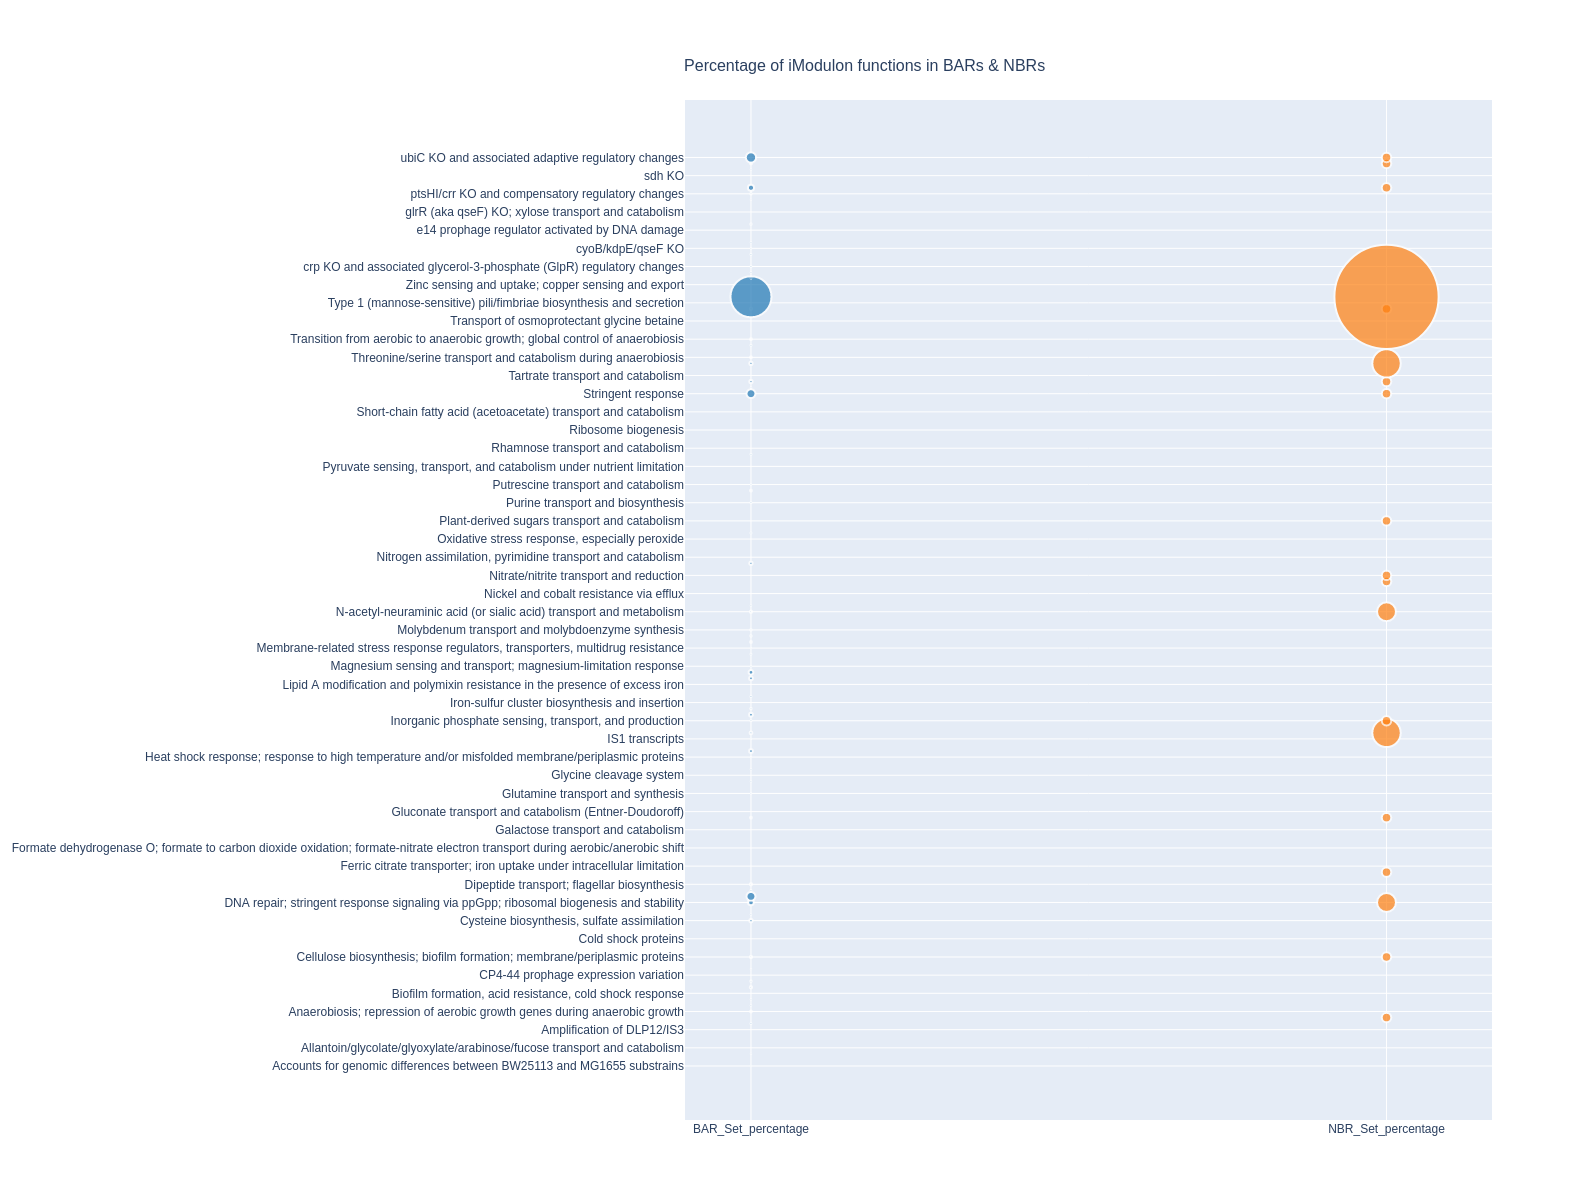 Percentage of iModulon functions in BARs & NBRs
ubiC KO and associated adaptive regulatory changes
sdh KO
ptsHI/crr KO and compensatory regulatory changes
glrR (aka qseF) KO; xylose transport and catabolism
e14 prophage regulator activated by DNA damage
cyoB/kdpE/qseF KO
crp KO and associated glycerol-3-phosphate (GlpR) regulatory changes
Zinc sensing and uptake; copper sensing and export
Type 1 (mannose-sensitive) pili/fimbriae biosynthesis and secretion
Transport of osmoprotectant glycine betaine
Transition from aerobic to anaerobic growth; global control of anaerobiosis
Threonine/serine transport and catabolism during anaerobiosis
Tartrate transport and catabolism
Stringent response
Short-chain fatty acid (acetoacetate) transport and catabolism
Ribosome biogenesis
Rhamnose transport and catabolism
Pyruvate sensing, transport, and catabolism under nutrient limitation
Putrescine transport and catabolism
Purine transport and biosynthesis
Plant-derived sugars transport and catabolism
Oxidative stress response, especially peroxide
Nitrogen assimilation, pyrimidine transport and catabolism
Nitrate/nitrite transport and reduction
Nickel and cobalt resistance via efflux
N-acetyl-neuraminic acid (or sialic acid) transport and metabolism
Molybdenum transport and molybdoenzyme synthesis
Membrane-related stress response regulators, transporters, multidrug resistance
Magnesium sensing and transport; magnesium-limitation response
Lipid A modification and polymixin resistance in the presence of excess iron
Iron-sulfur cluster biosynthesis and insertion
Inorganic phosphate sensing, transport, and production
IS1 transcripts
Heat shock response; response to high temperature and/or misfolded membrane/periplasmic proteins
Glycine cleavage system
Glutamine transport and synthesis
Gluconate transport and catabolism (Entner-Doudoroff)
Galactose transport and catabolism
Formate dehydrogenase O; formate to carbon dioxide oxidation; formate-nitrate electron transport during aerobic/anerobic shift
Ferric citrate transporter; iron uptake under intracellular limitation
Dipeptide transport; flagellar biosynthesis
DNA repair; stringent response signaling via ppGpp; ribosomal biogenesis and stability
Cysteine biosynthesis, sulfate assimilation
Cold shock proteins
Cellulose biosynthesis; biofilm formation; membrane/periplasmic proteins
CP4-44 prophage expression variation
Biofilm formation, acid resistance, cold shock response
Anaerobiosis; repression of aerobic growth genes during anaerobic growth
Amplification of DLP12/IS3
Allantoin/glycolate/glyoxylate/arabinose/fucose transport and catabolism
Accounts for genomic differences between BW25113 and MG1655 substrains
BAR_Set_percentage
NBR_Set_percentage